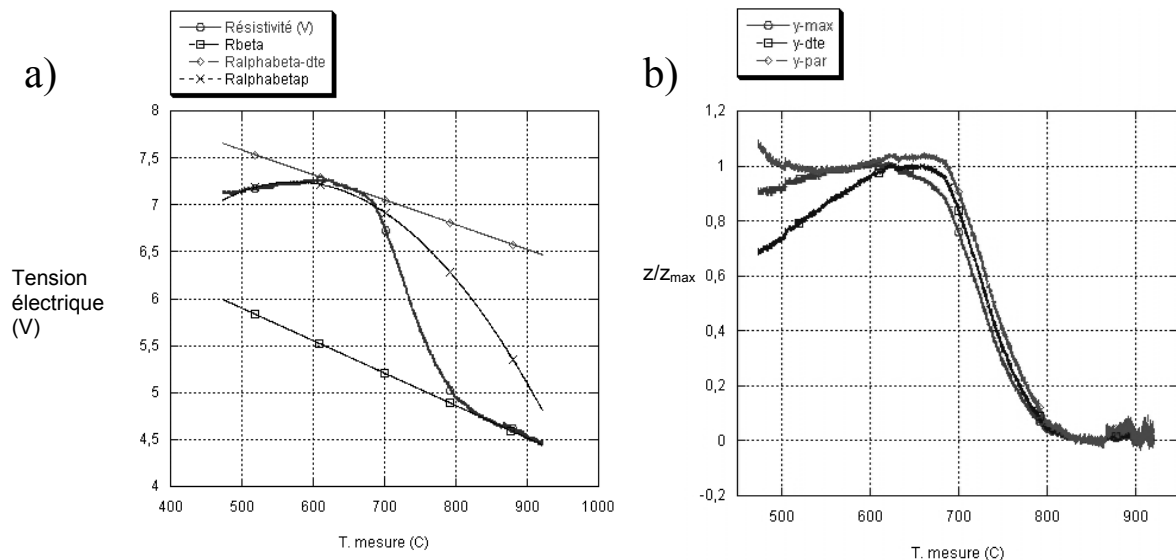 a)
Résistivité (V)
Rbeta
Ralphabeta-dte
Ralphabetap
8
7,5
7
6,5
6
5,5
5
4,5
4
Tension
électrique
(V)
400 500 600 700 800 900 1000
T. mesure (C)
b)
y-max
y-dte
y-par
1,2
1
0,8
0,6
0,4
0,2
0
-0,2
z/zmax
500 600 700 800 900
T. mesure (C)